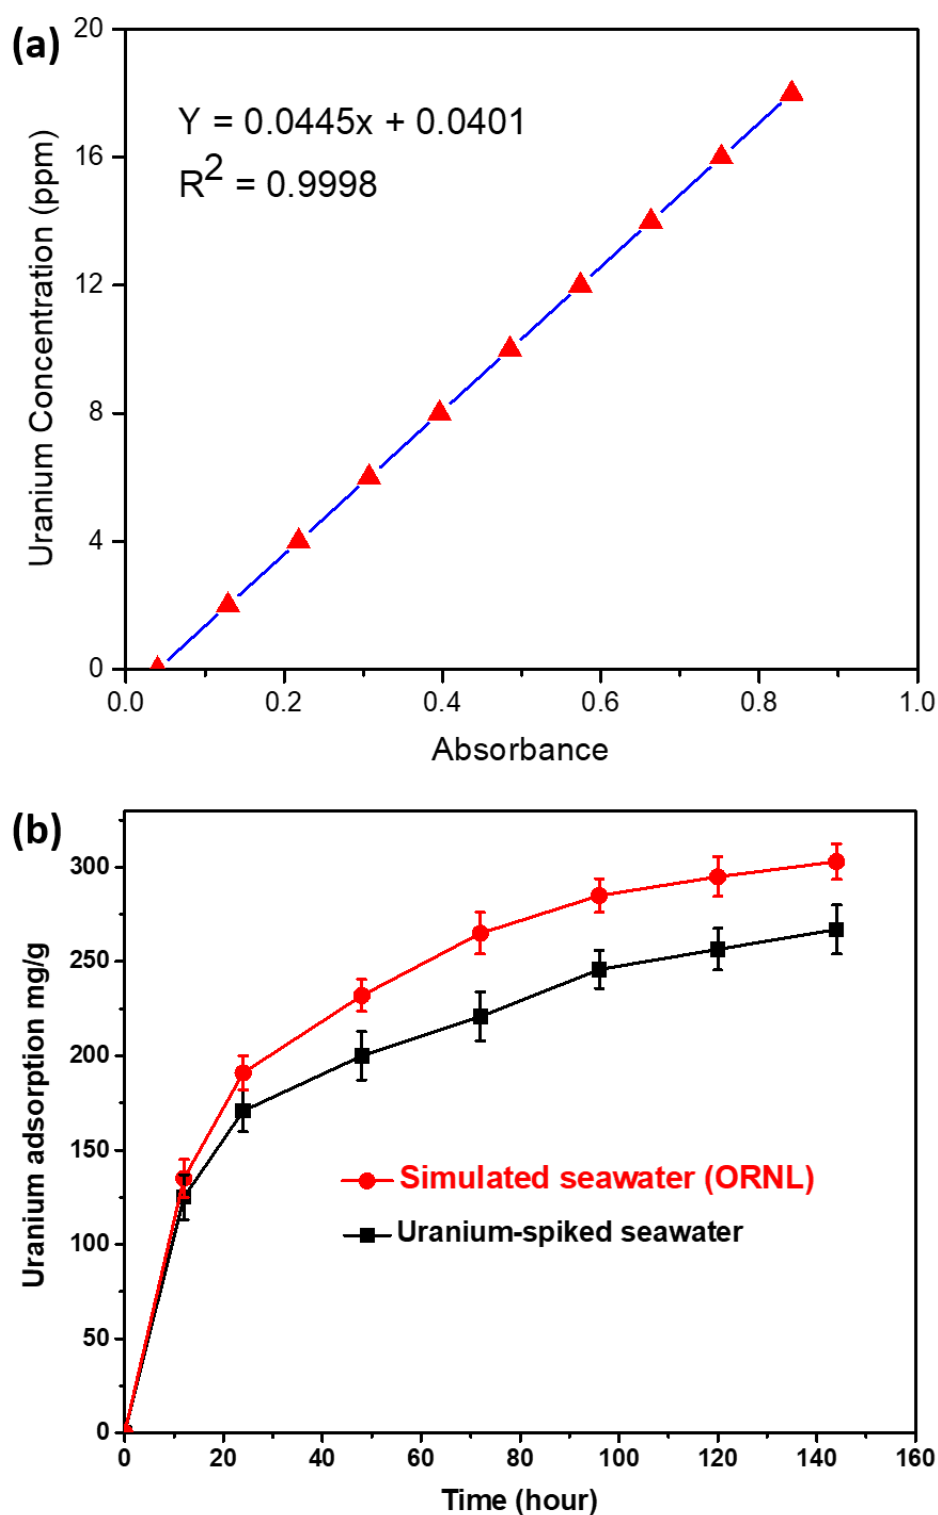 (a)
Y = 0.0445x + 0.0401
R² = 0.9998
Uranium Concentration (ppm)
20
16
12
8
4
0
0.0 0.2 0.4 0.6 0.8 1.0
Absorbance
(b)
Uranium adsorption mg/g
300
250
200
150
100
50
0
Simulated seawater (ORNL)
Uranium-spiked seawater
0 20 40 60 80 100 120 140 160
Time (hour)